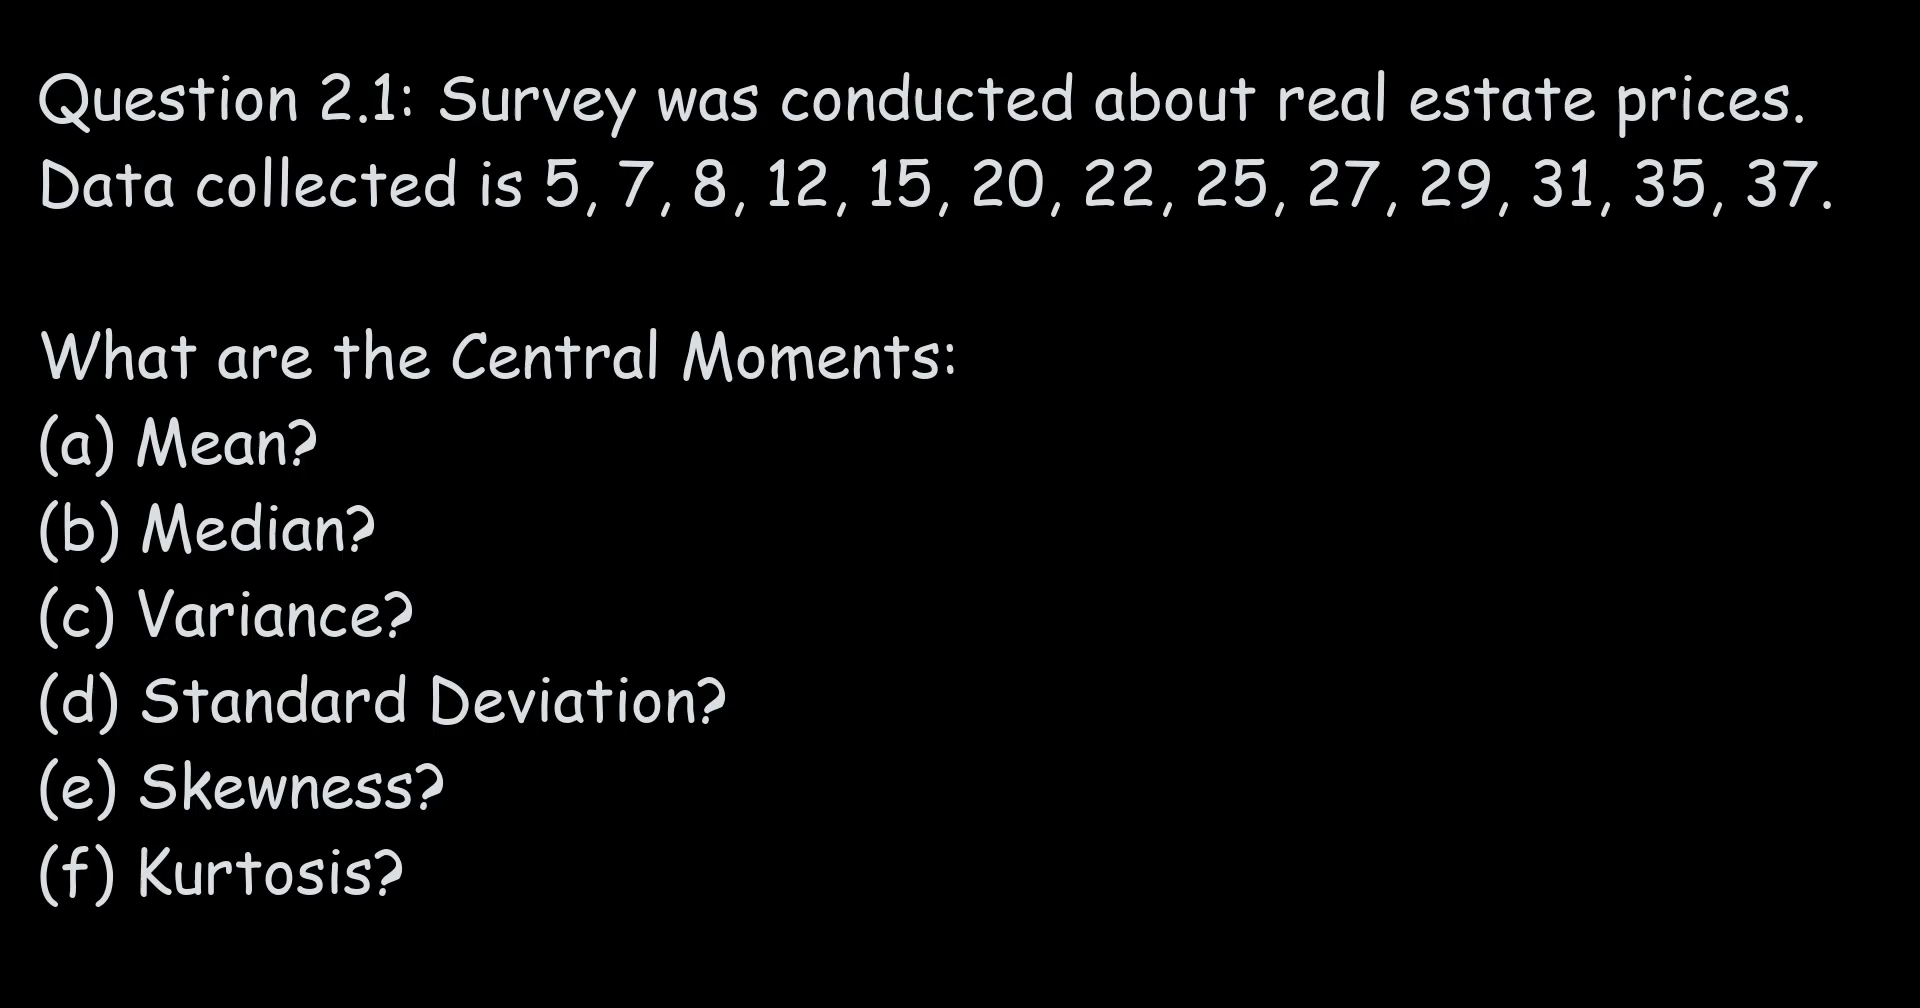 Question 2.1: Survey was conducted about real estate prices.
Data collected is 5, 7, 8, 12, 15, 20, 22, 25, 27, 29, 31, 35, 37.
What are the Central Moments:
(a) Mean?
(b) Median?
(c) Variance?
(d) Standard Deviation?
(e) Skewness?
(f) Kurtosis?